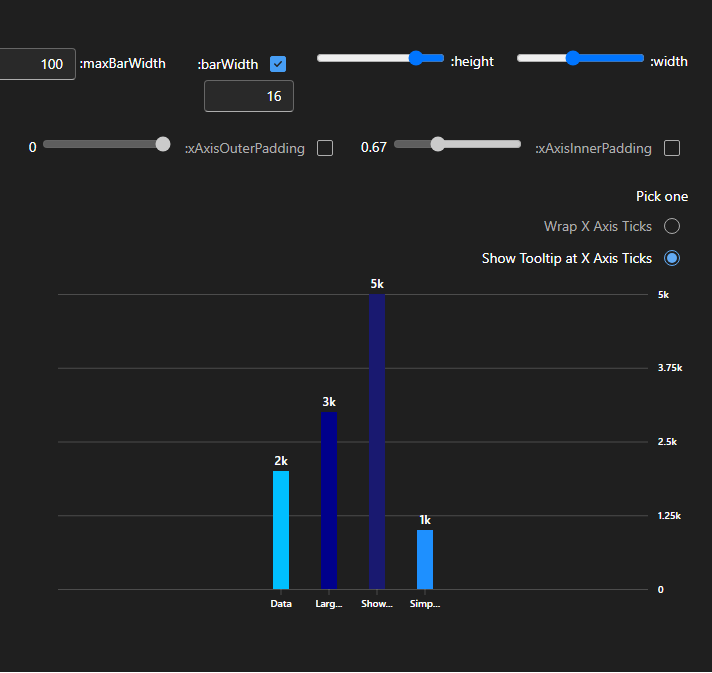 100 :maxBarWidth :barWidth :height :width
16
0 :xAxisOuterPadding 0.67 :xAxisInnerPadding
Pick one
Wrap X Axis Ticks
Show Tooltip at X Axis Ticks
5k
5k
3.75k
3k
2.5k
2k
1k
1.25k
0
Data Larg... Show... Simp...